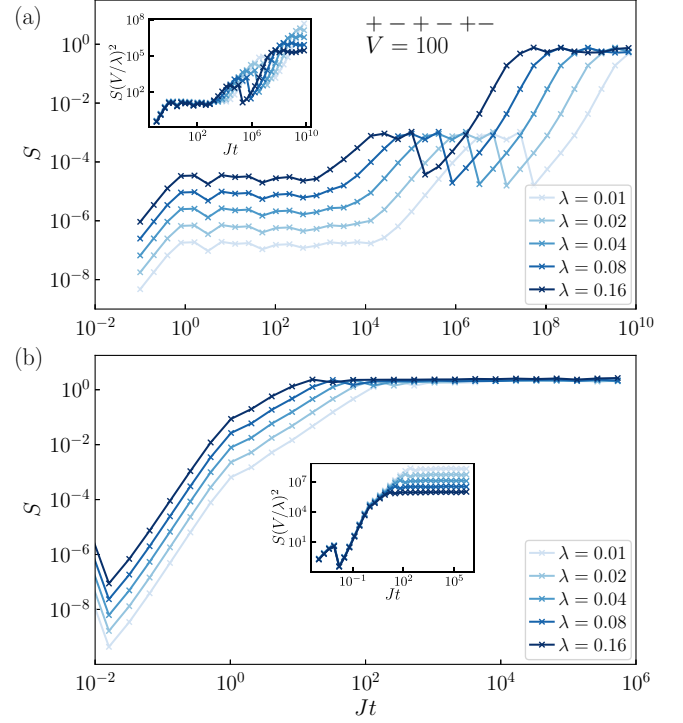 (a)
+ − + − +−
V = 100
S
10^0
10^−2
10^−4
10^−6
10^−8
S(V/λ)^2
10^8
10^5
10^2
10^2 10^6 10^10
Jt
λ = 0.01
λ = 0.02
λ = 0.04
λ = 0.08
λ = 0.16
10^−2 10^0 10^2 10^4 10^6 10^8 10^10
(b)
S
10^0
10^−2
10^−4
10^−6
10^−8
S(V/λ)^2
10^7
10^1
10^−1 10^2 10^5
Jt
λ = 0.01
λ = 0.02
λ = 0.04
λ = 0.08
λ = 0.16
10^−2 10^0 10^2 10^4 10^6
Jt